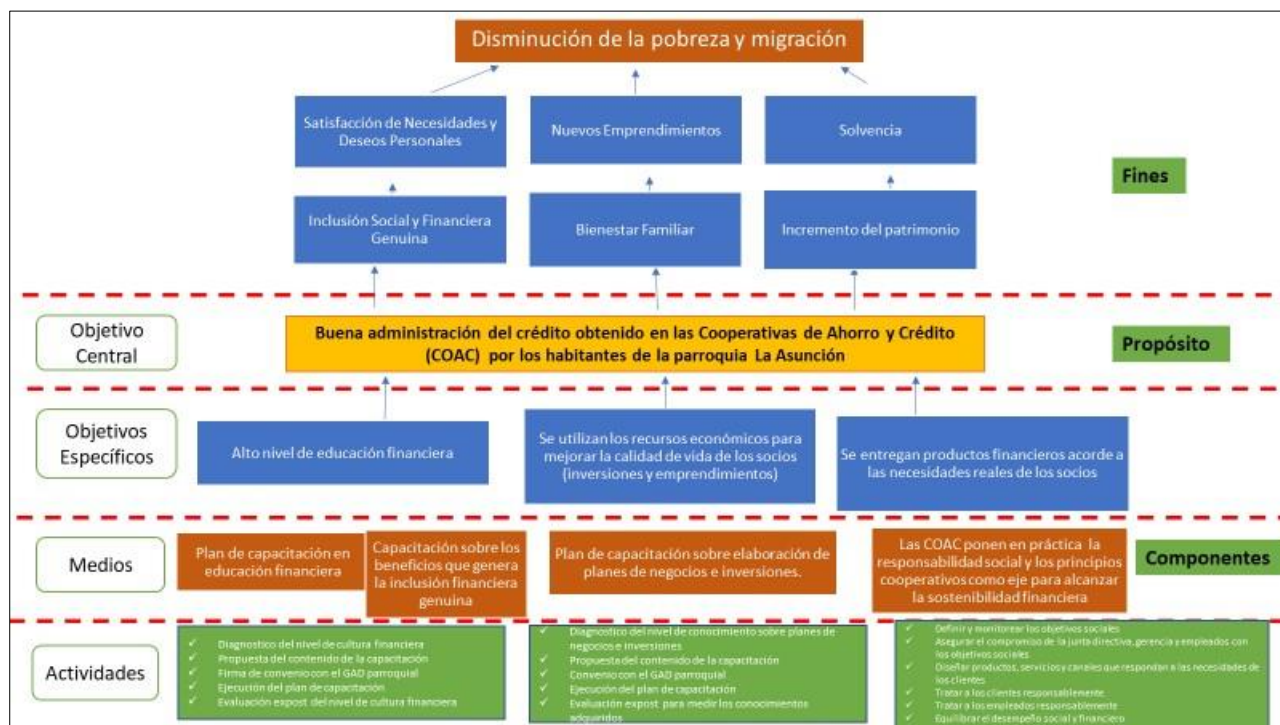 Disminución de la pobreza y migración
Satisfacción de Necesidades y
Deseos Personales
Nuevos Emprendimientos
Solvencia
Fines
Inclusión Social y Financiera
Genuina
Bienestar Familiar
Incremento del patrimonio
Objetivo
Central
Buena administración del crédito obtenido en las Cooperativas de Ahorro y Crédito
(COAC) por los habitantes de la parroquia La Asunción
Propósito
Objetivos
Específicos
Alto nivel de educación financiera
Se utilizan los recursos económicos para
mejorar la calidad de vida de los socios
(inversiones y emprendimientos)
Se entregan productos financieros acorde a
las necesidades reales de los socios
Medios
Plan de capacitación en
educación financiera
Capacitación sobre los
beneficios que genera
la inclusión financiera
genuina
Plan de capacitación sobre elaboración de
planes de negocios e inversiones.
Las COAC ponen en práctica la
responsabilidad social y los principios
cooperativos como eje para alcanzar
la sostenibilidad financiera
Componentes
Actividades
✓ Diagnostico del nivel de cultura financiera
✓ Propuesta del contenido de la capacitación
✓ Firma de convenio con el GAD parroquial
✓ Ejecución del plan de capacitación
✓ Evaluación expost del nivel de cultura financiera
✓ Diagnostico del nivel de conocimiento sobre planes de
negocios e inversiones
✓ Propuesta del contenido de la capacitación
✓ Convenio con el GAD parroquial
✓ Ejecución del plan de capacitación
✓ Evaluación expost para medir los conocimientos
adquiridos
✓ Definir y monitorear los objetivos sociales
✓ Asegurar el compromiso de la junta directiva, gerencia y empleados con
los objetivos sociales
✓ Diseñar productos, servicios y canales que respondan a las necesidades de
los clientes
✓ Tratar a los clientes responsablemente
✓ Tratar a los empleados responsablemente
✓ Equilibrar el desempeño social y financiero